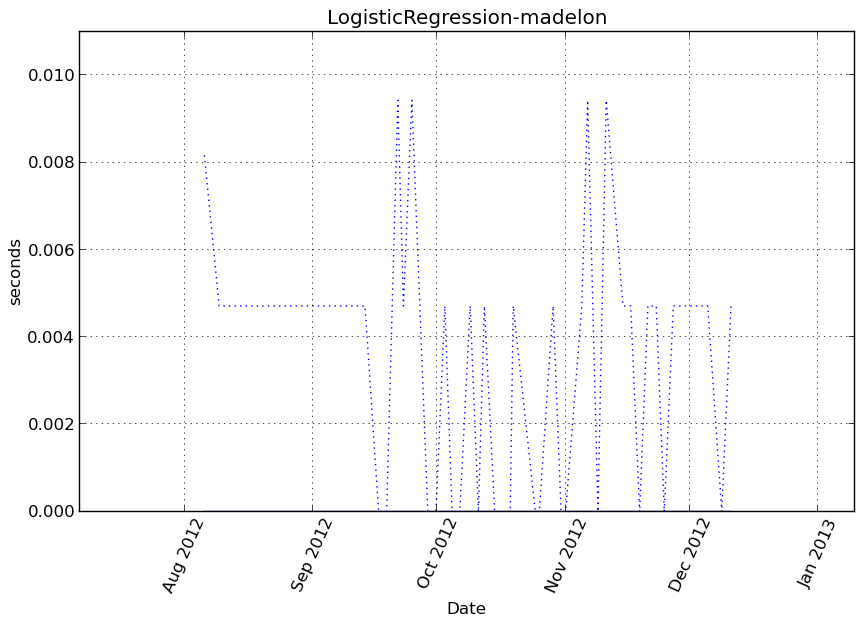 LogisticRegression-madelon
0.010
0.008
0.006
0.004
0.002
0.000
seconds
Aug 2012
Sep 2012
Oct 2012
Nov 2012
Dec 2012
Jan 2013
Date